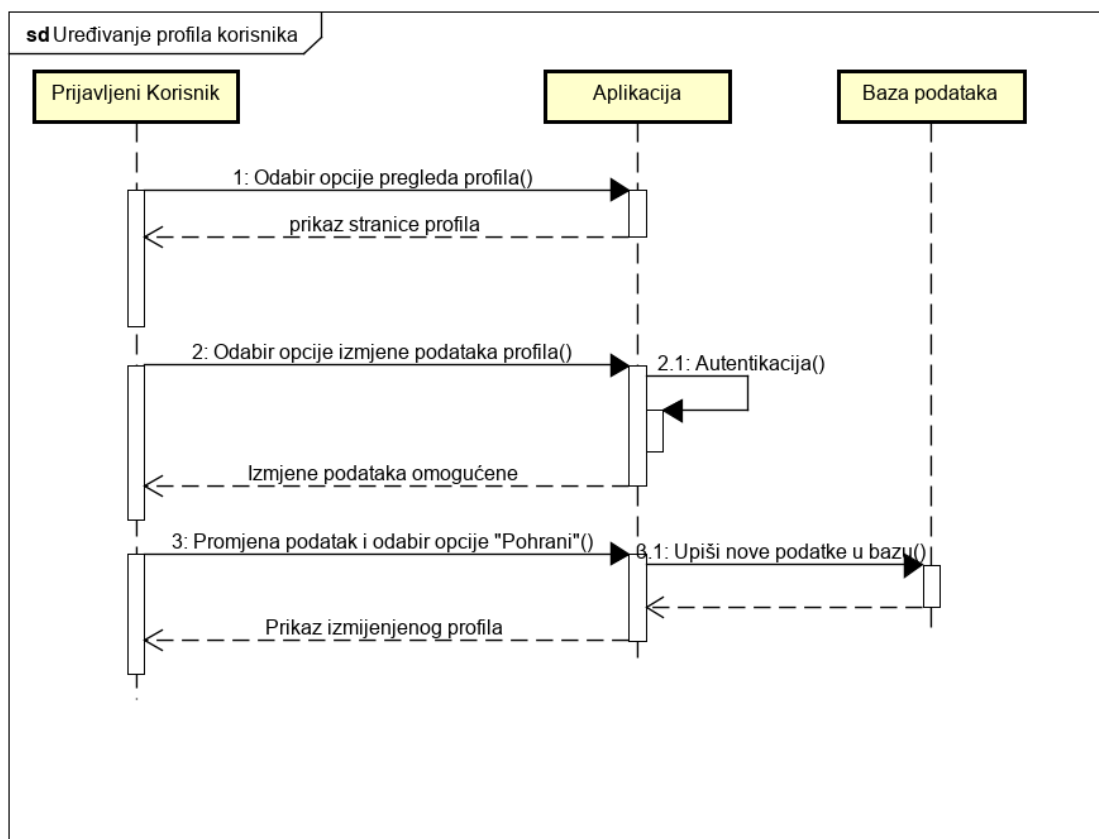 sd Uređivanje profila korisnika
Prijavljeni Korisnik
Aplikacija
Baza podataka
1: Odabir opcije pregleda profila()
prikaz stranice profila
2: Odabir opcije izmjene podataka profila()
2.1: Autentikacija()
Izmjene podataka omogućene
3: Promjena podatak i odabir opcije "Pohrani"()
3.1: Upiši nove podatke u bazu()
Prikaz izmijenjenog profila